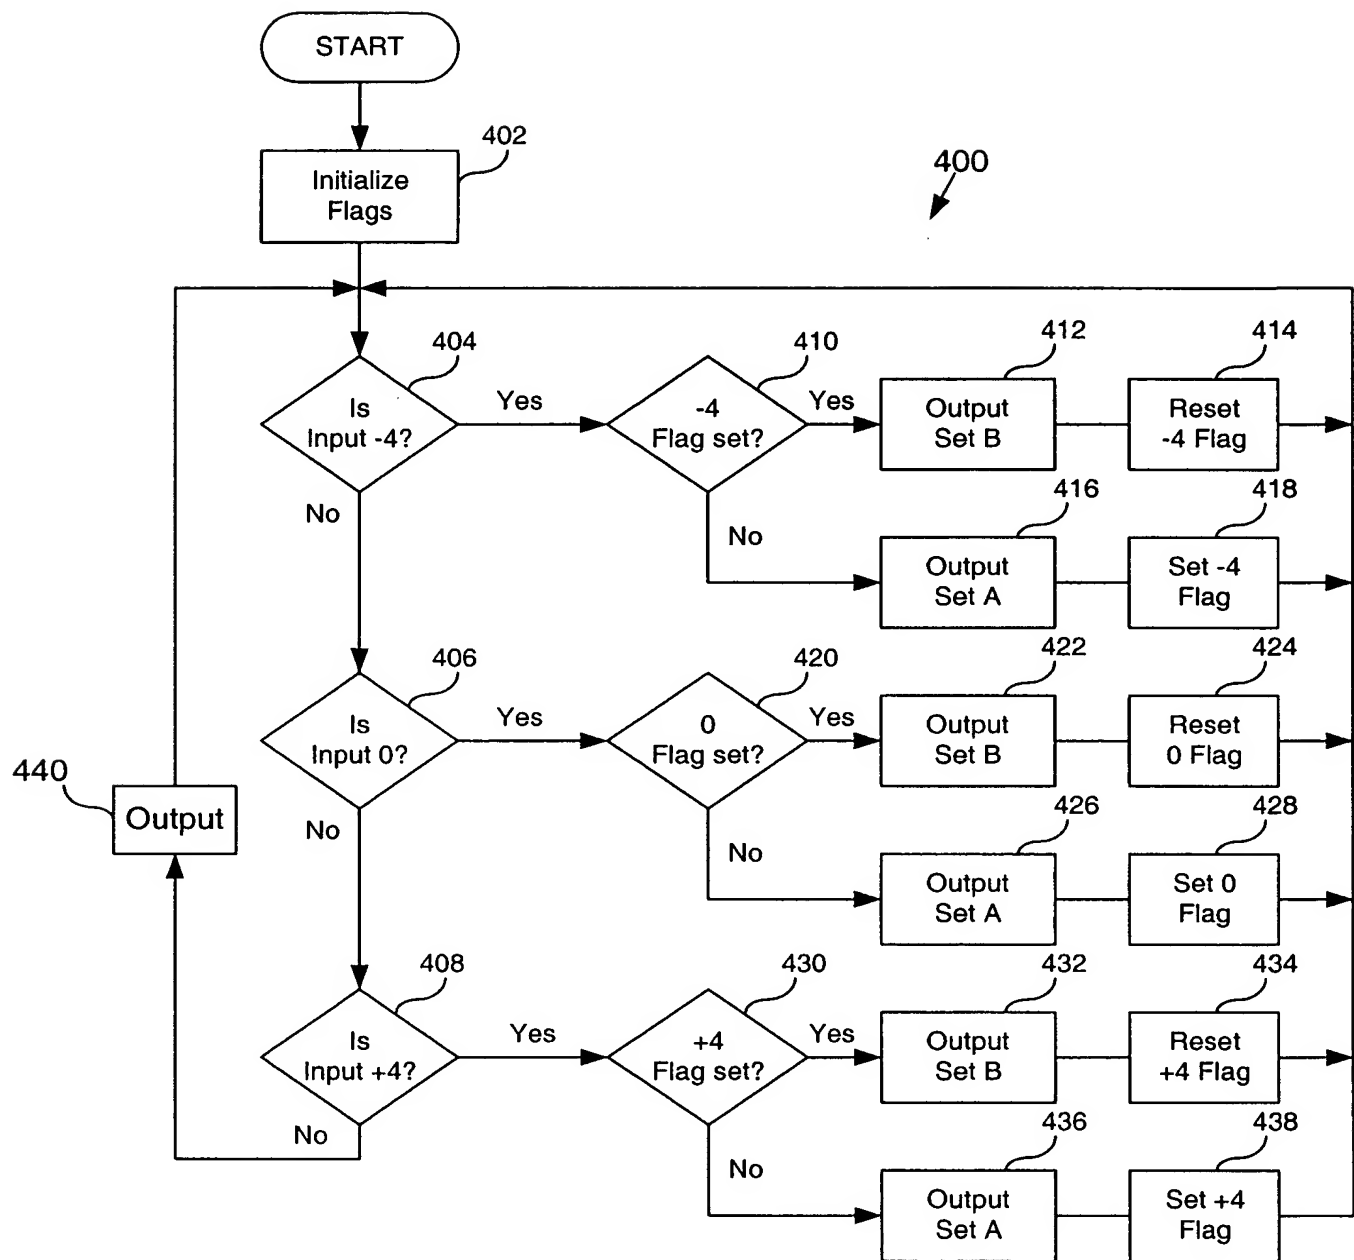 START
402
Initialize
Flags
400
404
Is
Input -4?
Yes
No
410
-4
Flag set?
Yes
No
412
Output
Set B
414
Reset
-4 Flag
416
Output
Set A
418
Set -4
Flag
406
Is
Input 0?
Yes
No
420
0
Flag set?
Yes
No
422
Output
Set B
424
Reset
0 Flag
426
Output
Set A
428
Set 0
Flag
440
Output
408
Is
Input +4?
Yes
No
430
+4
Flag set?
Yes
No
432
Output
Set B
434
Reset
+4 Flag
436
Output
Set A
438
Set +4
Flag